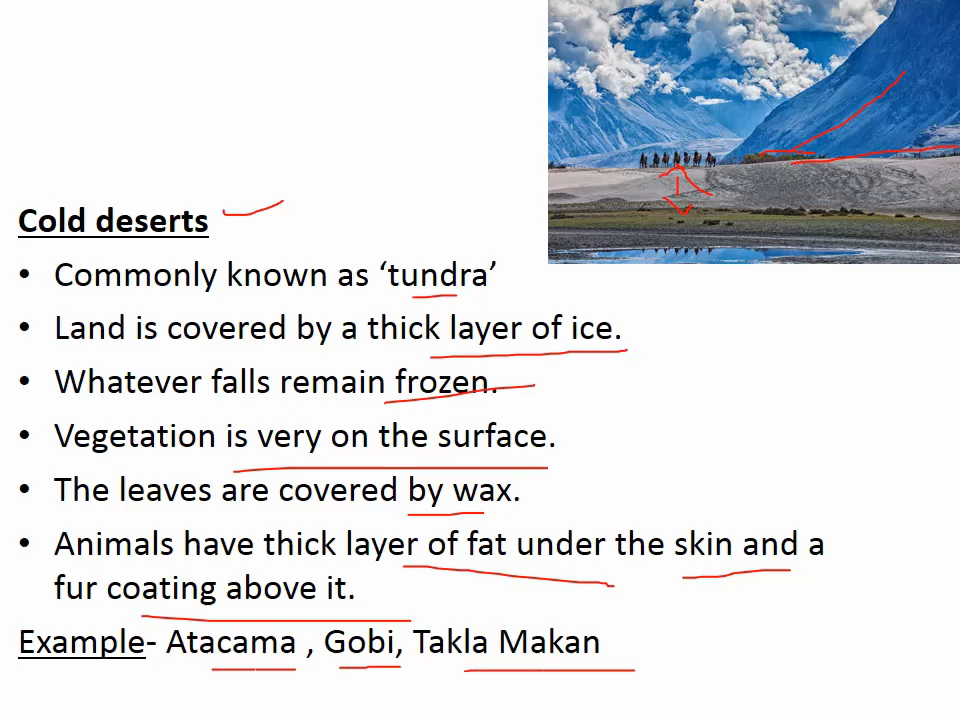 Cold deserts
• Commonly known as ‘tundra’
• Land is covered by a thick layer of ice.
• Whatever falls remain frozen.
• Vegetation is very on the surface.
• The leaves are covered by wax.
• Animals have thick layer of fat under the skin and a
fur coating above it.
Example- Atacama , Gobi, Takla Makan